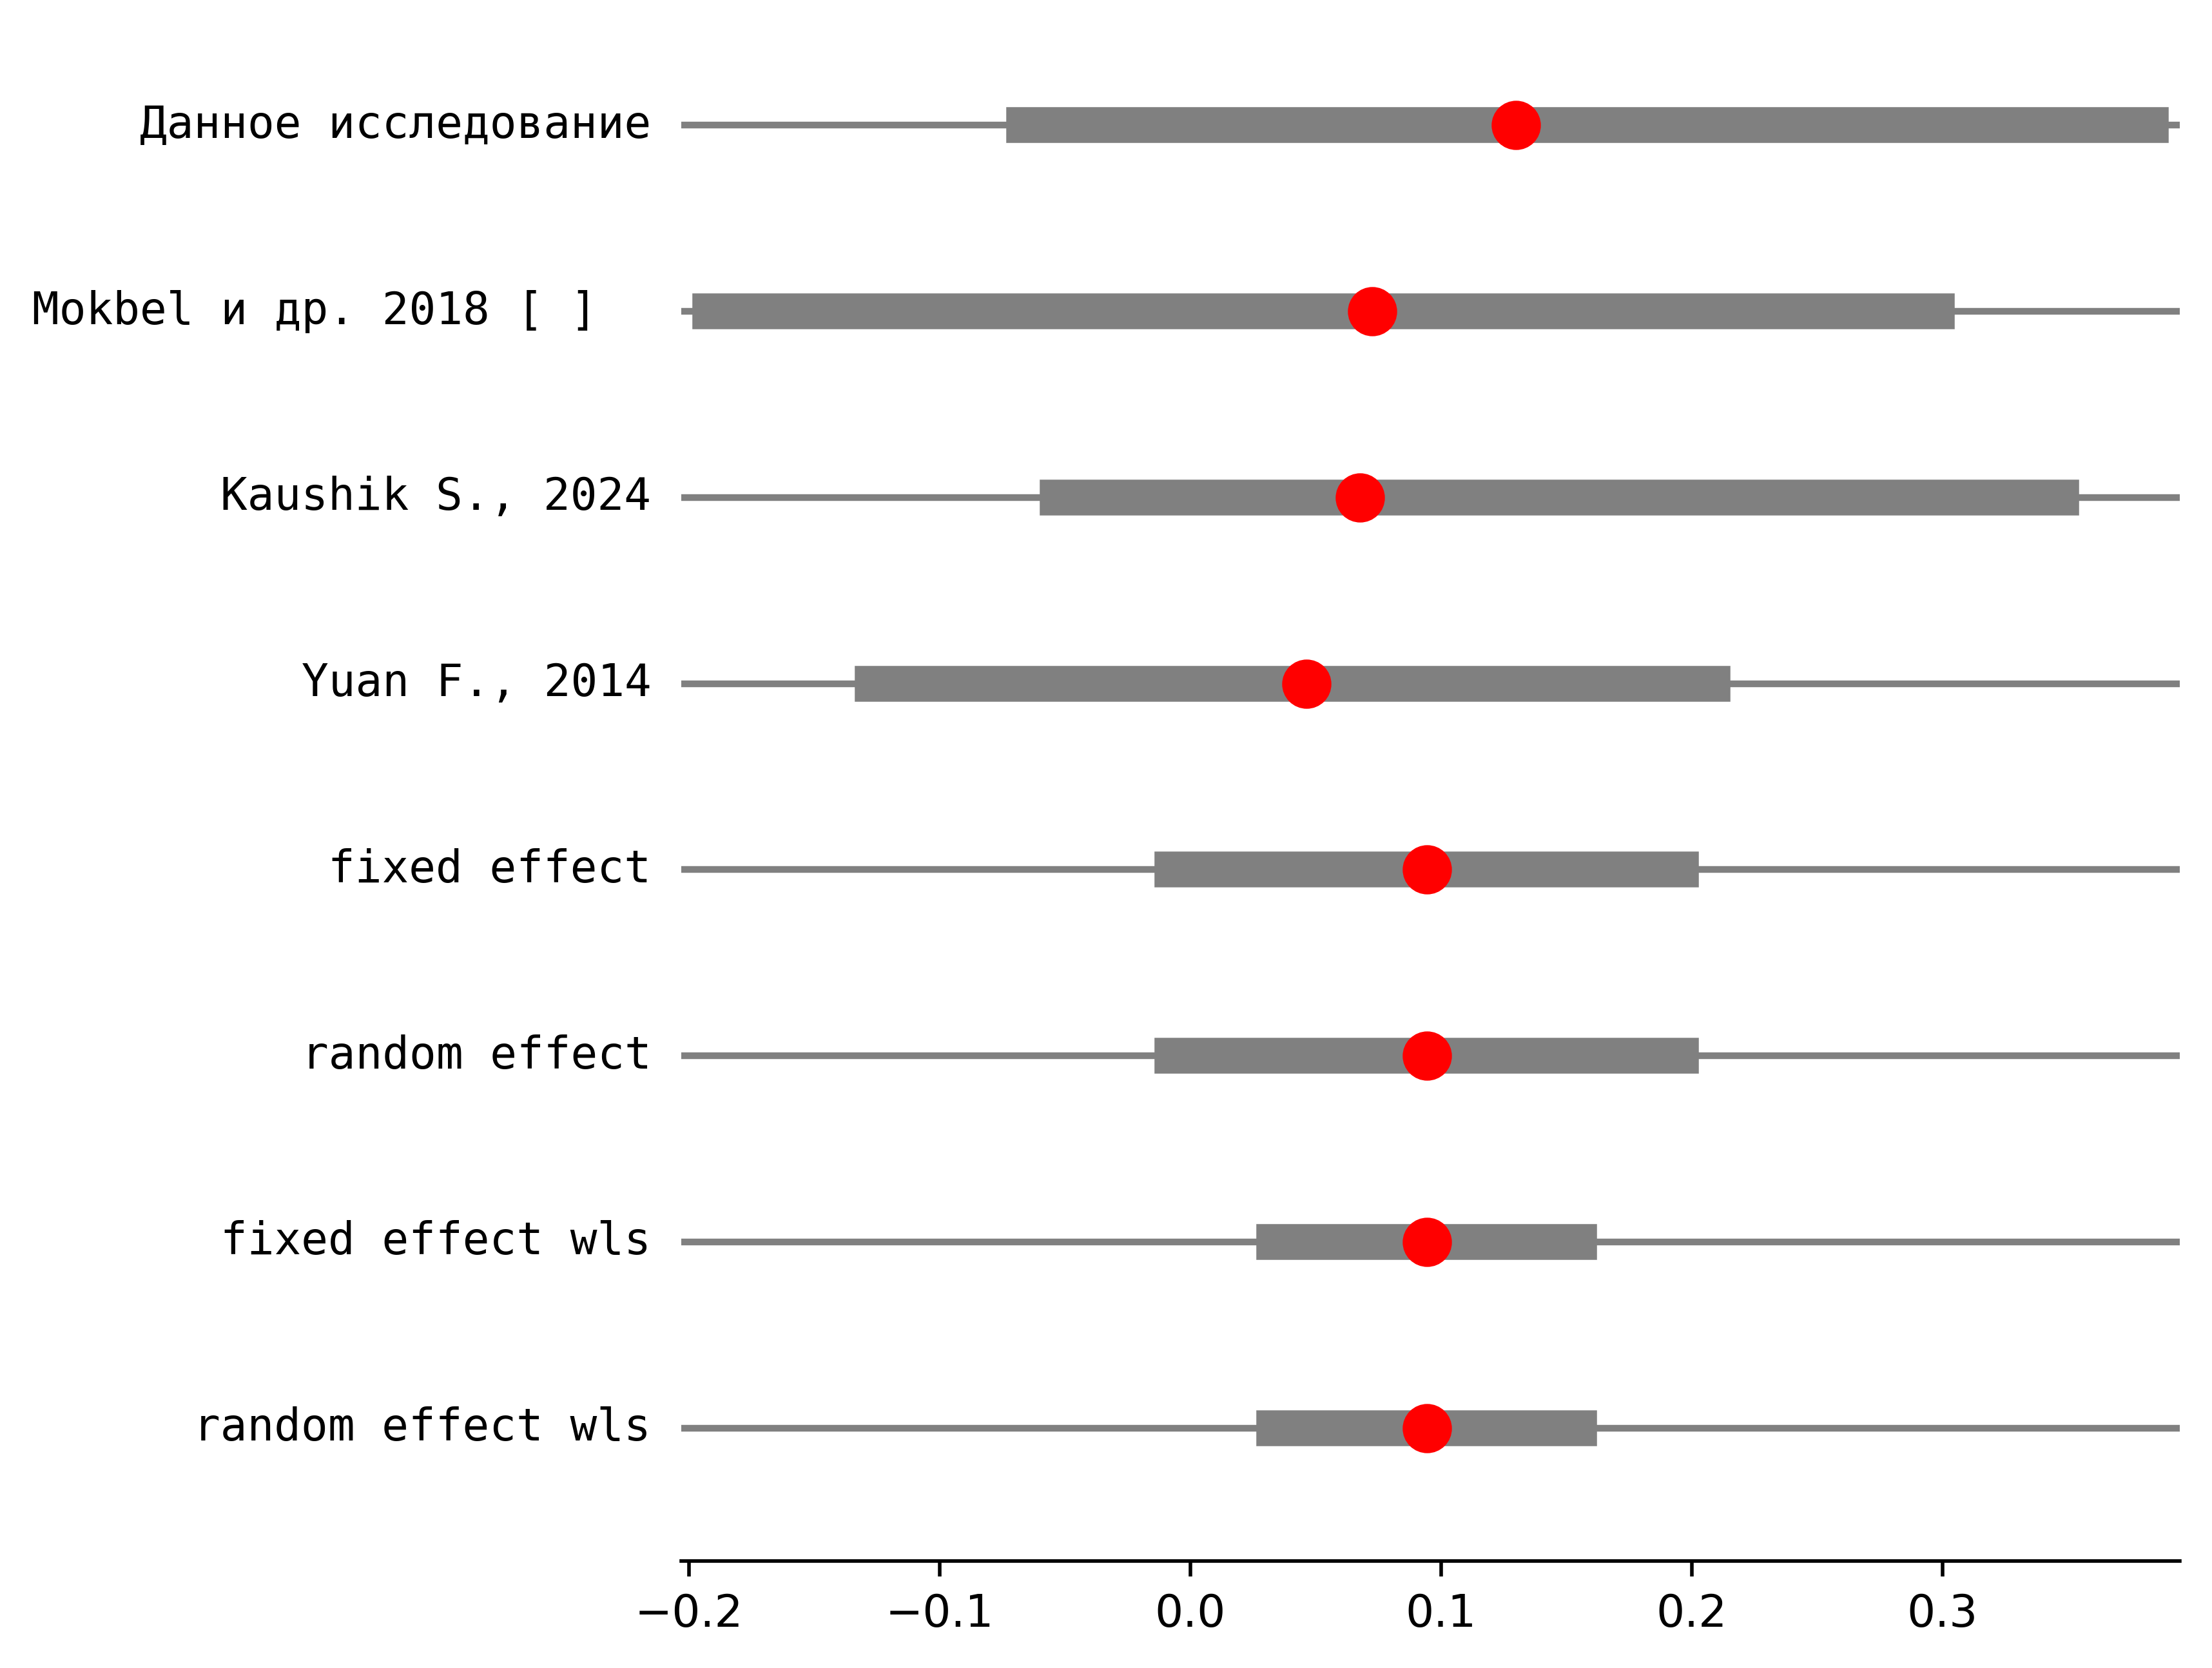 Данное исследование
Mokbel и др. 2018 [ ]
Kaushik S., 2024
Yuan F., 2014
fixed effect
random effect
fixed effect wls
random effect wls
−0.2 −0.1 0.0 0.1 0.2 0.3